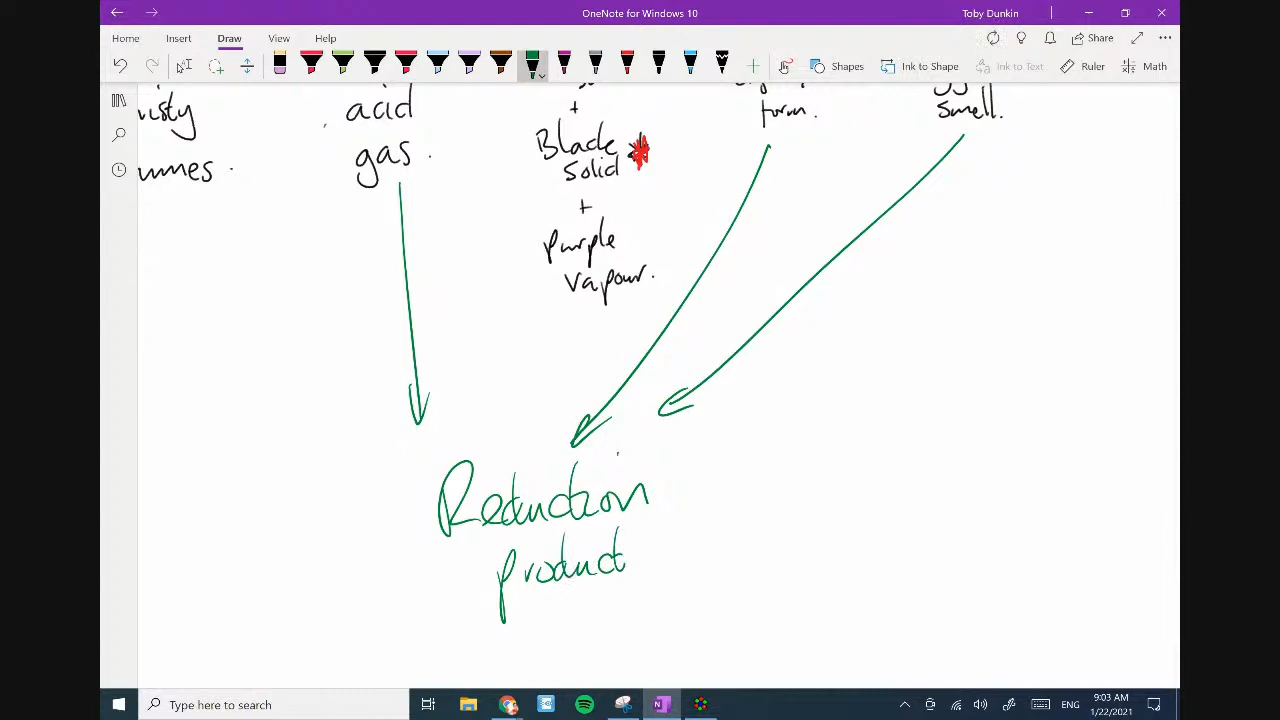 OneNote for Windows 10
Toby Dunkin
Home
Insert
Draw
View
Help
Share
Shapes
Ink to Shape
Ink to Text
Ruler
Math
acid
gas.
+
Black
solid
+
purple
vapour.
form.
smell.
Reduction
product
Type here to search
ENG
9:03 AM
1/22/2021